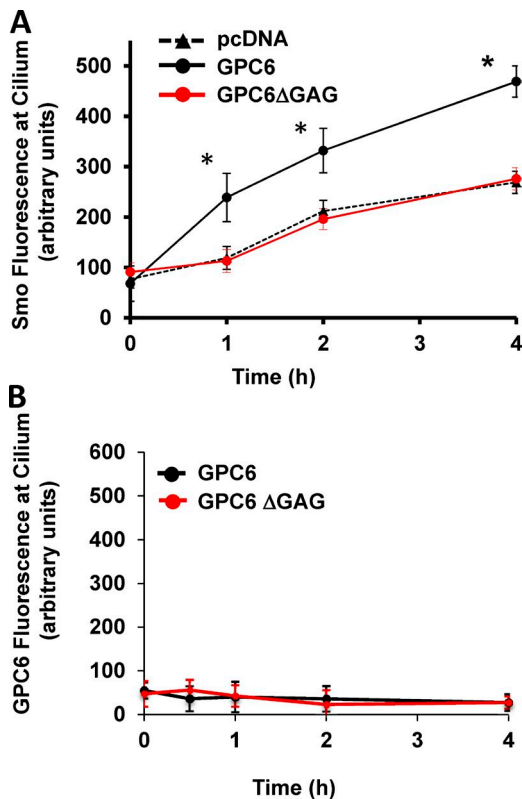 A
pcDNA
GPC6
GPC6ΔGAG
Smo Fluorescence at Cilium
(arbitrary units)
500
400
300
200
100
0
*
*
*
0 1 2 3 4
Time (h)
B
GPC6 Fluorescence at Cilium
(arbitrary units)
600
500
400
300
200
100
0
GPC6
GPC6 ΔGAG
0 1 2 3 4
Time (h)